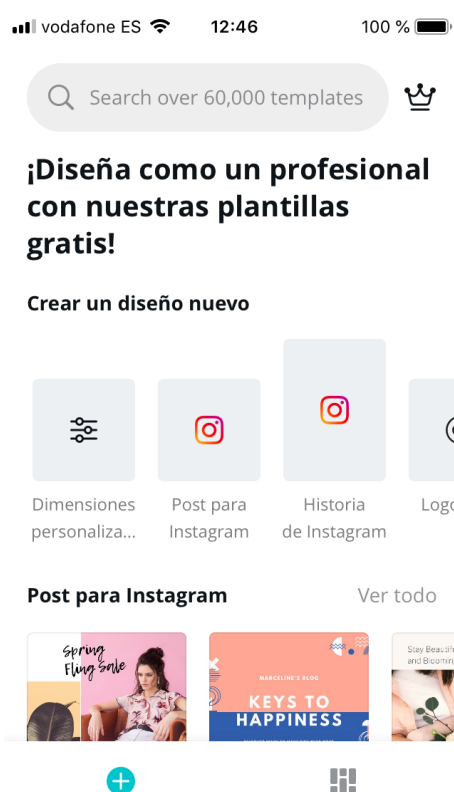 vodafone ES 12:46 100 %
Search over 60,000 templates
¡Diseña como un profesional
con nuestras plantillas
gratis!
Crear un diseño nuevo
Dimensiones
personaliza...
Post para
Instagram
Historia
de Instagram
Logo
Post para Instagram
Ver todo
Spring
Fling Sale
MARCELINE'S BLOG
KEYS TO
HAPPINESS
Stay Beautif
and Blooming